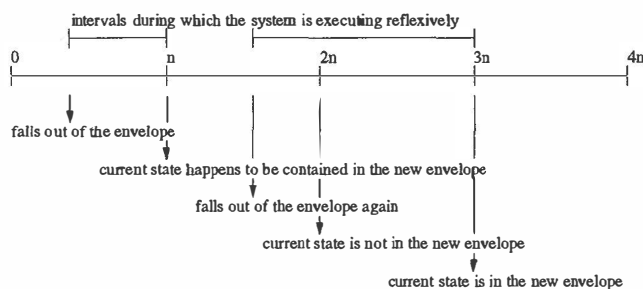 intervals during which the system is executing reflexively
0 n 2n 3n 4n
falls out of the envelope
current state happens to be contained in the new envelope
falls out of the envelope again
current state is not in the new envelope
current state is in the new envelope